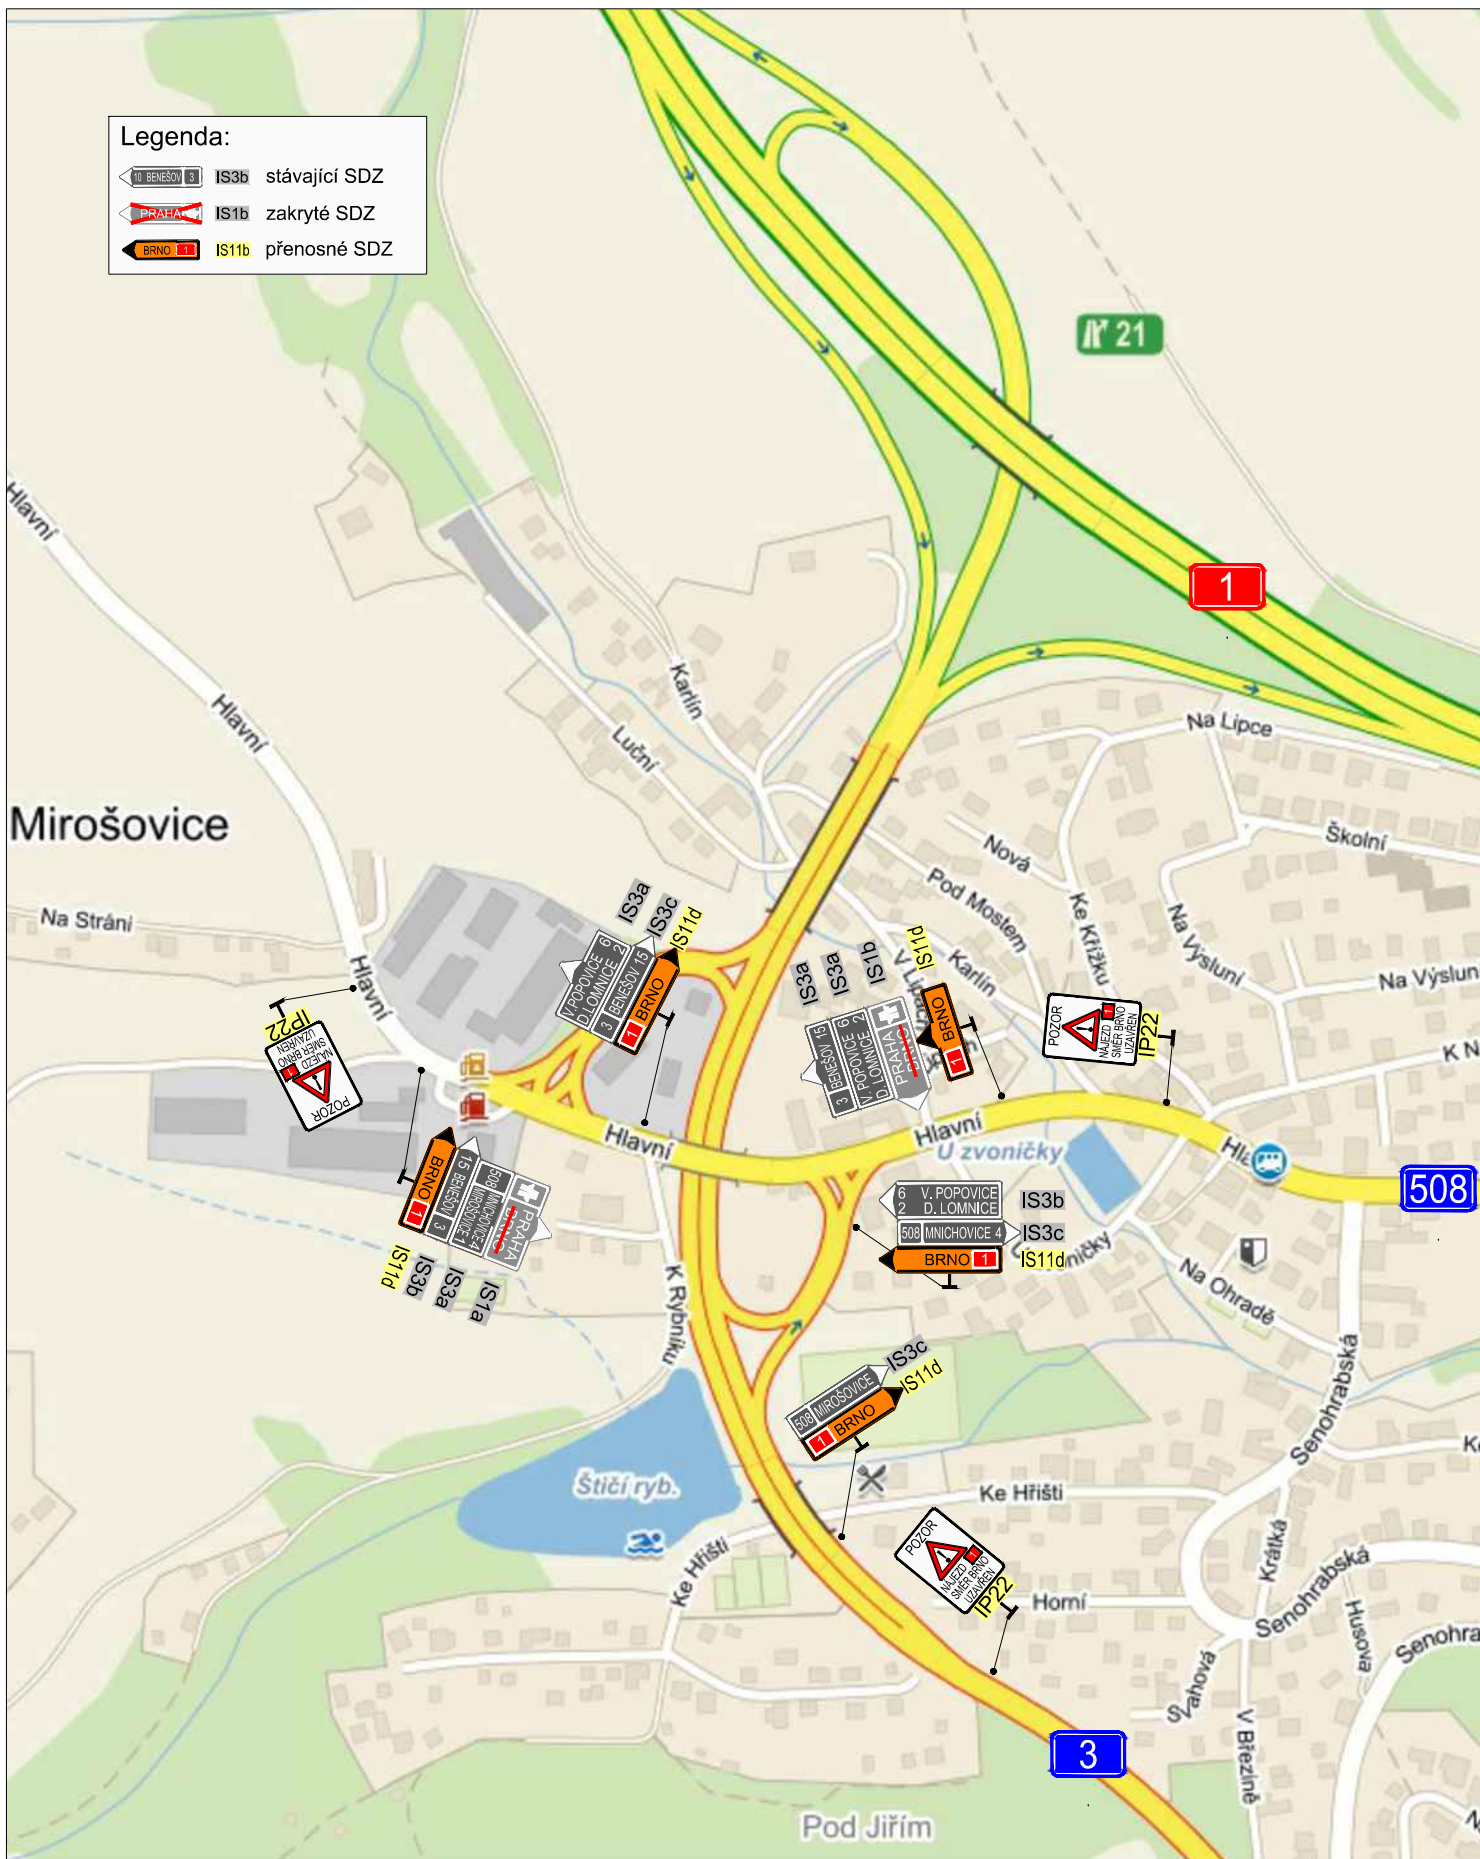 Legenda:
10 BENEŠOV 3 IS3b stávající SDZ
PRAHA IS1b zakryté SDZ
BRNO 1 IS11b přenosné SDZ
21
1
Hlavní
Hlavní
Karlín
Luční
Na Lipce
Mirošovice
Školní
Nová
Pod Mostem
Ke Křížku
Na Výsluní
Na Stráni
Hlavní
Karlín
Na Výslun
IS3a
IS3c
IS11d
V.POPOVICE 6
D.LOMNICE 2
3 BENEŠOV 15
1 BRNO
IS3a
IS3a
IS1b
IS11d
3 BENEŠOV 15
V. POPOVICE 6
D. LOMNICE 2
PRAHA
BRNO
BRNO 1
IP22
POZOR
NÁJEZD 1
SMĚR BRNO
UZAVŘEN
POZOR
NÁJEZD 1
SMĚR BRNO
UZAVŘEN
IP22
K N
Hlavní
Hlavní
U zvoničky
508
BRNO 1
15 BENEŠOV 3
508 MNICHOVICE 4
MIROŠOVICE 1
PRAHA
BRNO
IS11d
IS3b
IS3a
IS1a
6 V. POPOVICE
2 D. LOMNICE
IS3b
508 MNICHOVICE 4
IS3c
BRNO 1
IS11d
Na Ohradě
K Rybníku
508 MIROŠOVICE
IS3c
1 BRNO
IS11d
Senohrabská
Štičí ryb.
Ke Hřišti
Ke Hřišti
Krátká
POZOR
NÁJEZD 1
SMĚR BRNO
UZAVŘEN
IP22
Horní
Senohrabská
Husova
Senohra
Svahová
V Březině
3
Pod Jiřím